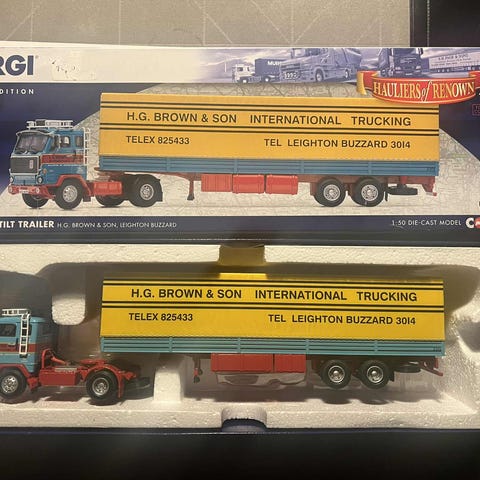 RGI
EDITION
HAULIERS of RENOWN
H.G. BROWN & SON INTERNATIONAL TRUCKING
TELEX 825433 TEL LEIGHTON BUZZARD 3014
TILT TRAILER H.G. BROWN & SON, LEIGHTON BUZZARD
1:50 DIE-CAST MODEL
H.G. BROWN & SON INTERNATIONAL TRUCKING
TELEX 825433 TEL LEIGHTON BUZZARD 3014